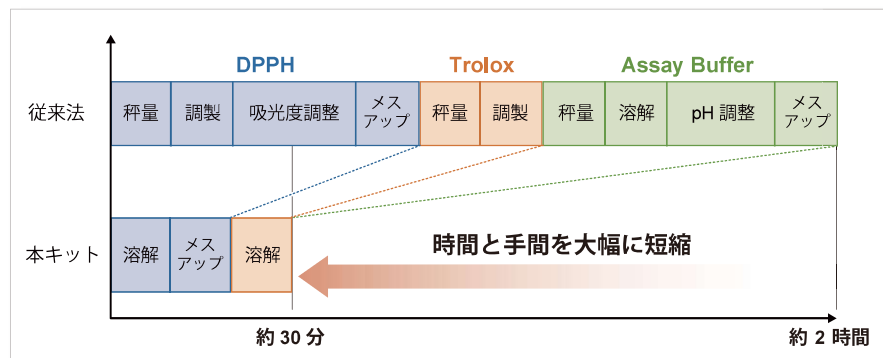 DPPH Trolox Assay Buffer
従来法 秤量 調製 吸光度調整 メス 秤量 調製 秤量 溶解 pH 調整 メス
アップ アップ
本キット 溶解 メス 溶解 時間と手間を大幅に短縮
アップ
約 30 分 約 2 時間